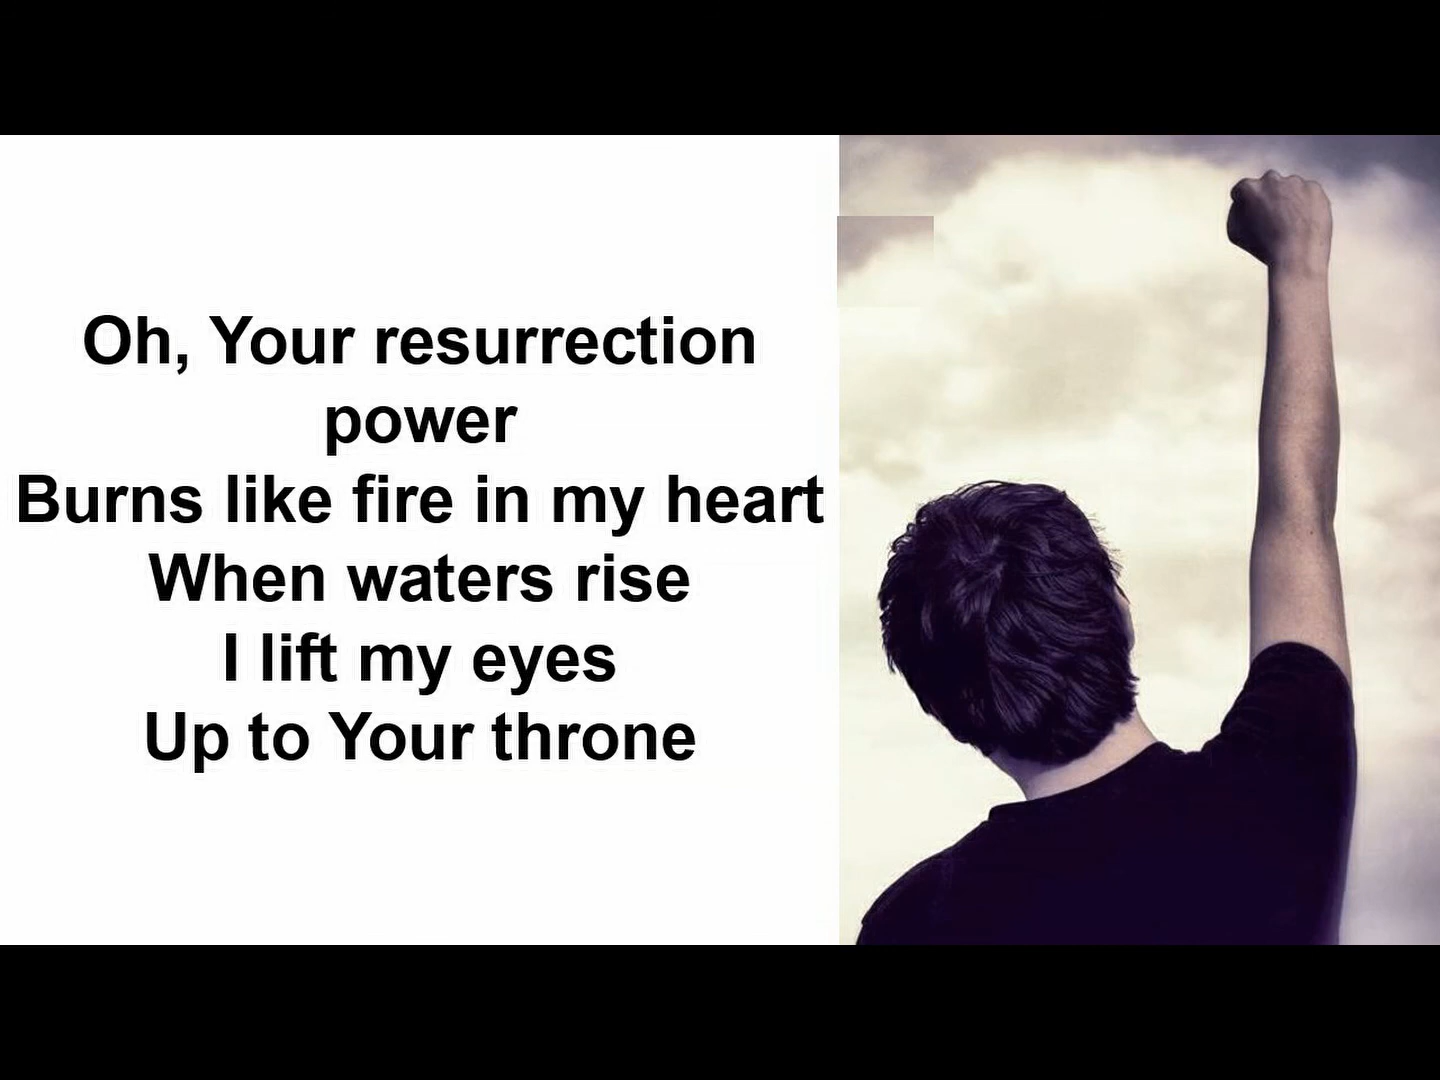 Oh, Your resurrection
power
Burns like fire in my heart
When waters rise
I lift my eyes
Up to Your throne